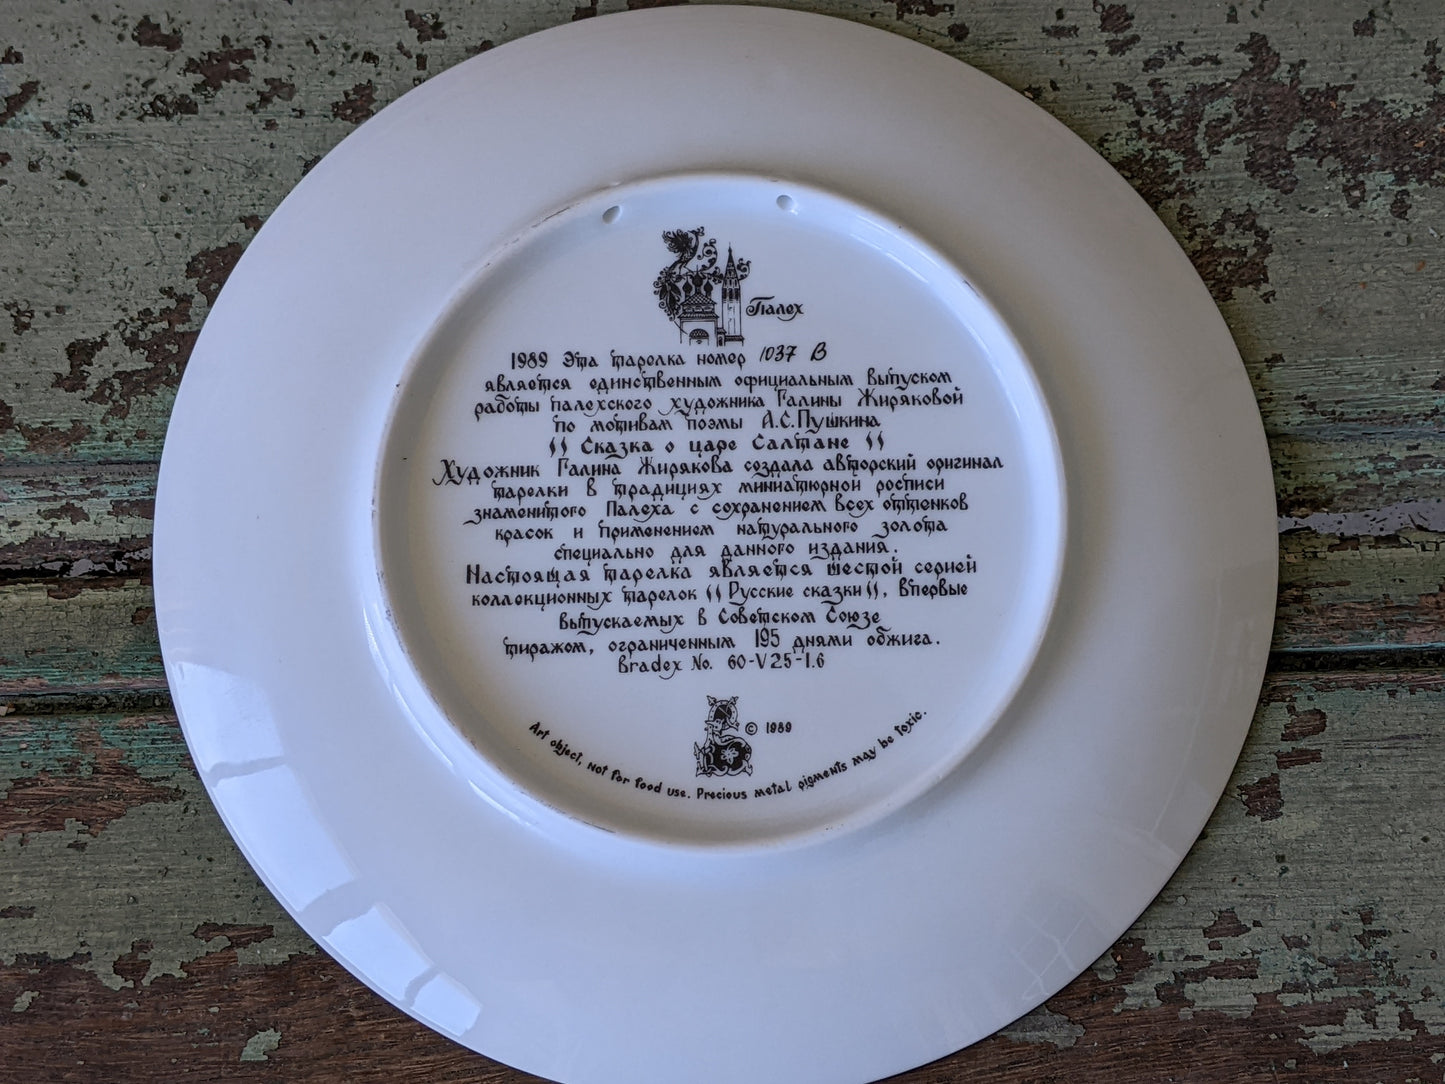 Палех
1989 Эта тарелка номер 1037 В
является единственным официальным выпуском
работы палехского художника Галины Жиряковой
по мотивам поэмы А.С.Пушкина
"Сказка о царе Салтане"
Художник Галина Жирякова создала авторский оригинал
тарелки в традициях миниатюрной росписи
знаменитого Палеха с сохранением всех оттенков
красок и применением натурального золота
специально для данного издания.
Настоящая тарелка является шестой серией
коллекционных тарелок "Русские сказки", впервые
выпускаемых в Советском Союзе
тиражом, ограниченным 195 днями обжига.
Bradex No. 60-V25-1.6
© 1989
Art object, not for food use. Precious metal pigments may be toxic.